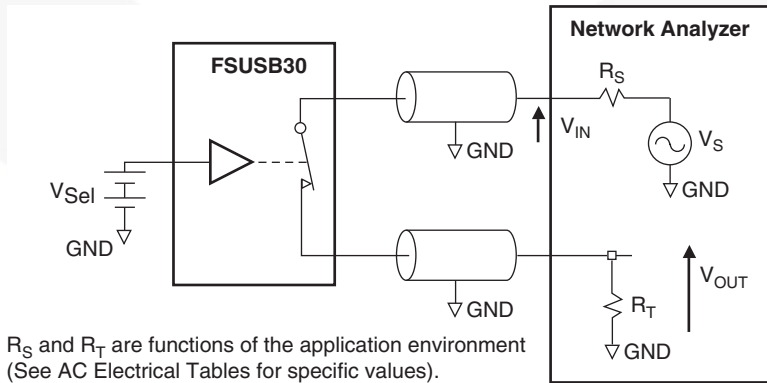 Network Analyzer
FSUSB30
R_S
GND
V_IN
V_S
GND
V_Sel
GND
GND
V_OUT
R_T
GND
R_S and R_T are functions of the application environment
(See AC Electrical Tables for specific values).